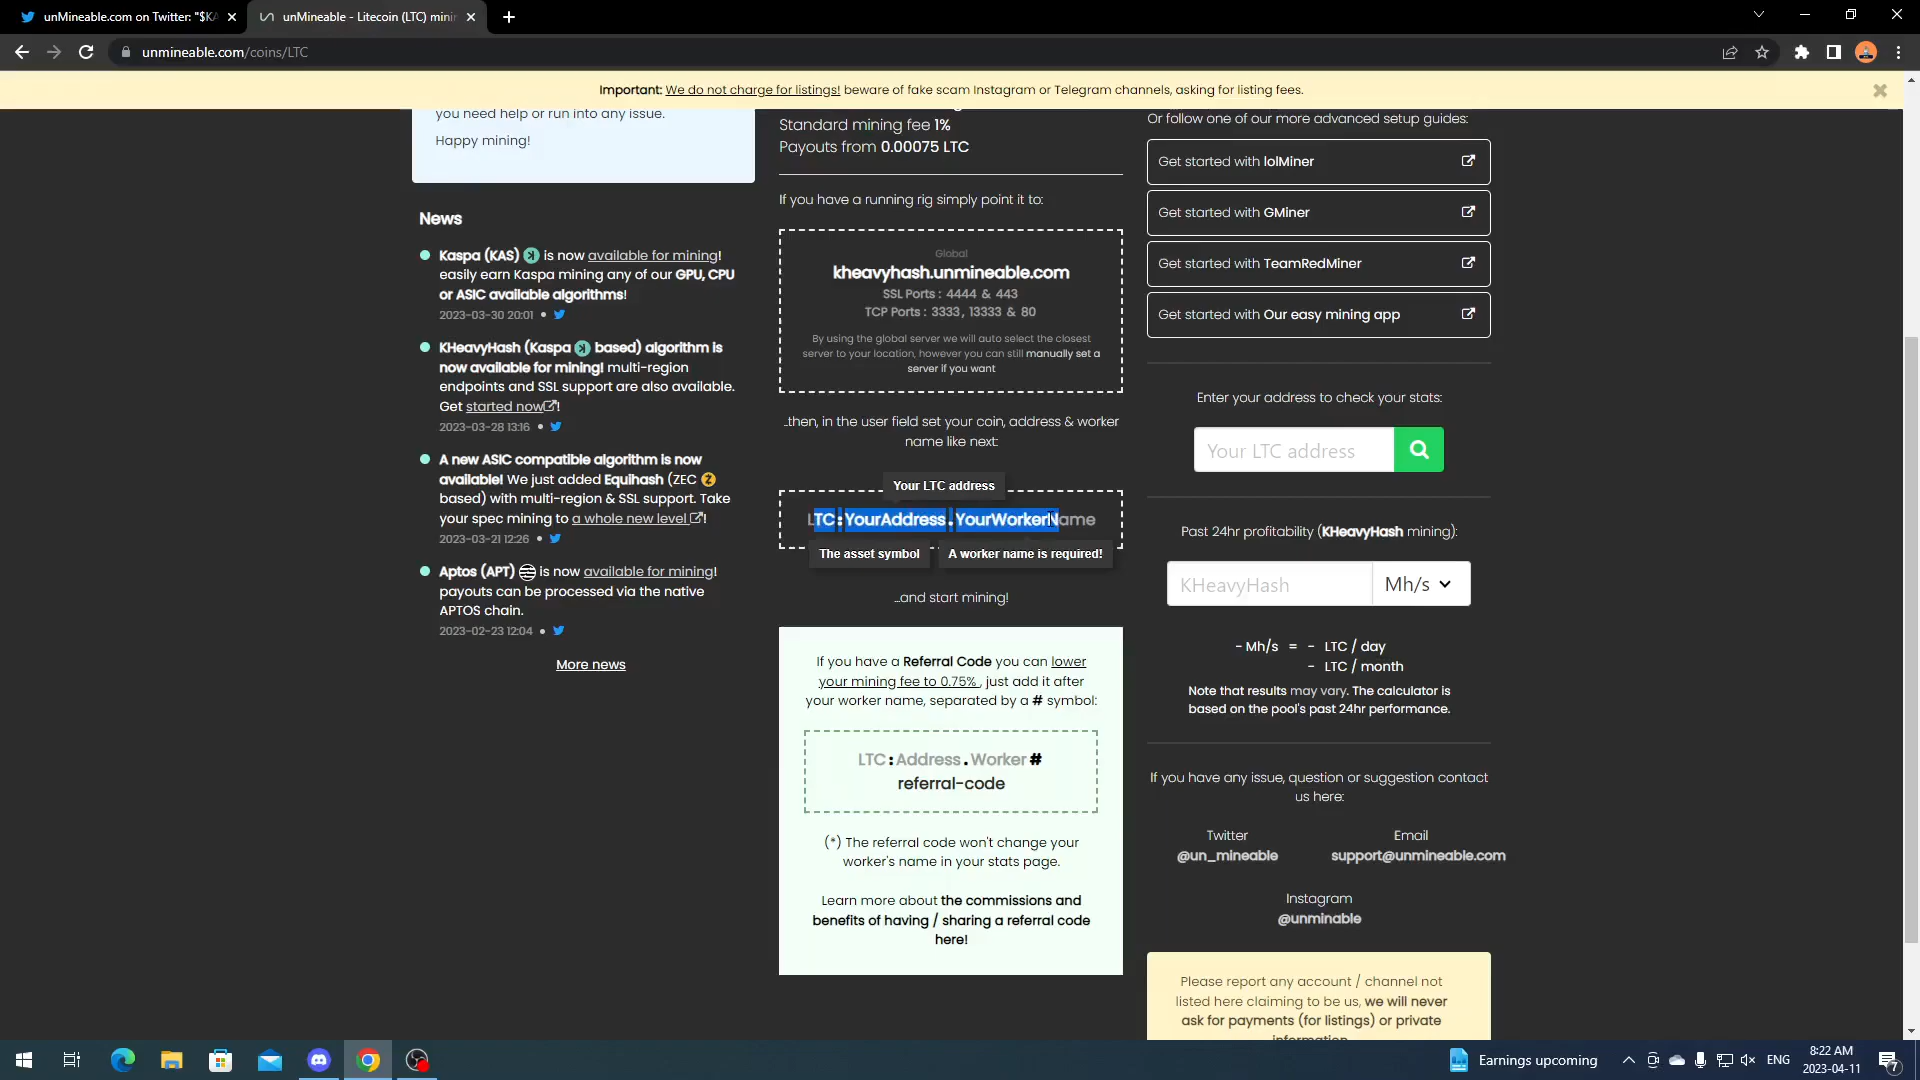 unMineable.com on Twitter: "$KA
unMineable - Litecoin (LTC) minin
unmineable.com/coins/LTC
Important: We do not charge for listings! beware of fake scam Instagram or Telegram channels, asking for listing fees.
you need help or run into any issue.
Happy mining!
News
Kaspa (KAS) is now available for mining!
easily earn Kaspa mining any of our GPU, CPU
or ASIC available algorithms!
2023-03-30 20:01 •
KHeavyHash (Kaspa based) algorithm is
now available for mining! multi-region
endpoints and SSL support are also available.
Get started now!
2023-03-28 13:16 •
A new ASIC compatible algorithm is now
available! We just added Equihash (ZEC
based) with multi-region & SSL support. Take
your spec mining to a whole new level!
2023-03-21 12:26 •
Aptos (APT) is now available for mining!
payouts can be processed via the native
APTOS chain.
2023-02-23 12:04 •
More news
Standard mining fee 1%
Payouts from 0.00075 LTC
If you have a running rig simply point it to:
Global
kheavyhash.unmineable.com
SSL Ports : 4444 & 443
TCP Ports : 3333, 13333 & 80
By using the global server we will auto select the closest
server to your location, however you can still manually set a
server if you want
..then, in the user field set your coin, address & worker
name like next:
Your LTC address
LTC:YourAddress.YourWorkerName
The asset symbol
A worker name is required!
...and start mining!
If you have a Referral Code you can lower
your mining fee to 0.75% , just add it after
your worker name, separated by a # symbol:
LTC:Address.Worker#
referral-code
(*) The referral code won't change your
worker's name in your stats page.
Learn more about the commissions and
benefits of having / sharing a referral code
here!
Or follow one of our more advanced setup guides:
Get started with lolMiner
Get started with GMiner
Get started with TeamRedMiner
Get started with Our easy mining app
Enter your address to check your stats:
Your LTC address
Past 24hr profitability (KHeavyHash mining):
KHeavyHash
Mh/s
- Mh/s = - LTC / day
- LTC / month
Note that results may vary. The calculator is
based on the pool's past 24hr performance.
If you have any issue, question or suggestion contact
us here:
Twitter
@un_mineable
Email
support@unmineable.com
Instagram
@unminable
Please report any account / channel not
listed here claiming to be us, we will never
ask for payments (for listings) or private
information.
Earnings upcoming
ENG
8:22 AM
2023-04-11
7